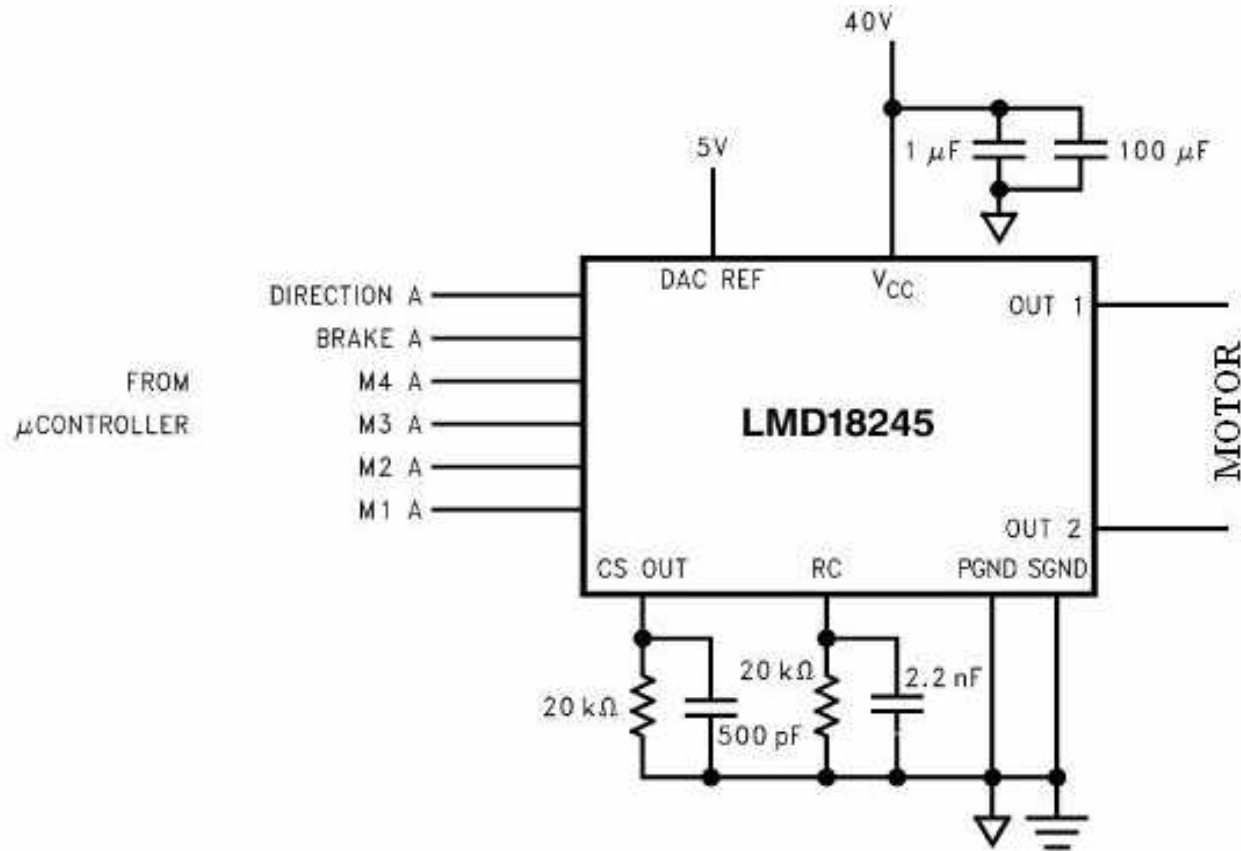 40V
1 μF
100 μF
5V
DAC REF
VCC
DIRECTION A
OUT 1
BRAKE A
FROM
M4 A
μCONTROLLER
M3 A
LMD18245
MOTOR
M2 A
M1 A
OUT 2
CS OUT
RC
PGND SGND
20 kΩ
500 pF
20 kΩ
2.2 nF